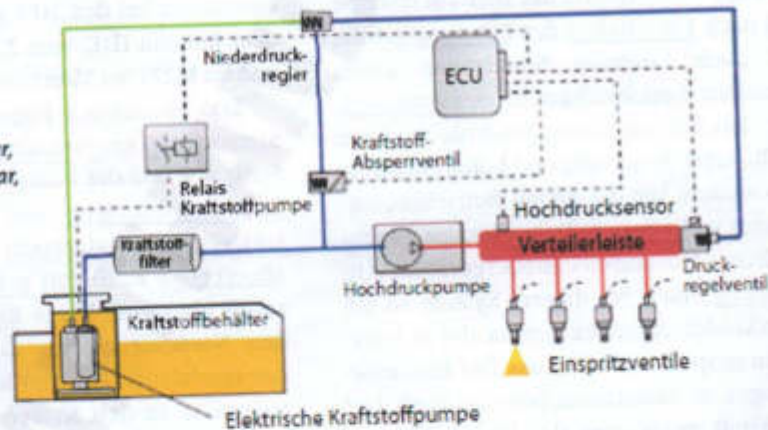 Niederdruck-
regler
ECU
Kraftstoff-
Absperrventil
Relais
Kraftstoffpumpe
Hochdrucksensor
Kraftstoff-
filter
Verteilerleiste
Hochdruckpumpe
Druck-
regelventil
Kraftstoffbehälter
Einspritzventile
Elektrische Kraftstoffpumpe